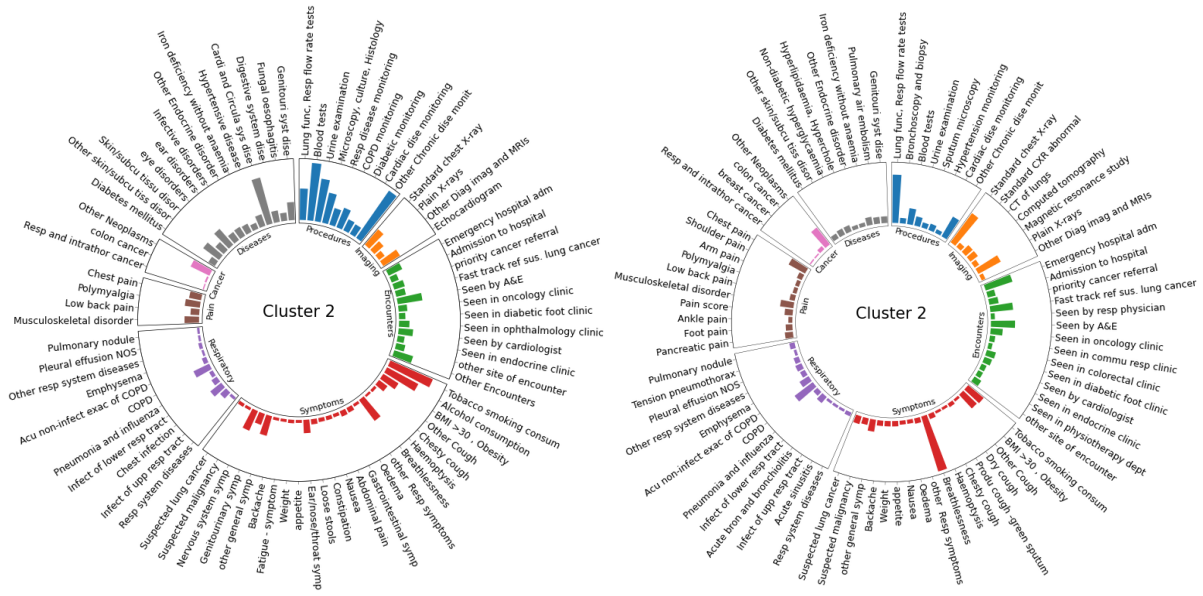 Lung func, Resp flow rate tests
Blood tests
Urine examination
Microscopy, culture, Histology
Resp disease monitoring
COPD monitoring
Diabetic monitoring
Cardiac dise monitoring
Other Chronic dise monit
Standard chest X-ray
Plain X-rays
Other Diag imag and MRIs
Echocardiogram
Emergency hospital adm
Admission to hospital
priority cancer referral
Fast track ref sus. lung cancer
Seen by A&E
Seen in oncology clinic
Seen in diabetic foot clinic
Seen in ophthalmology clinic
Seen by cardiologist
Seen in endocrine clinic
other site of encounter
Other Encounters
Tobacco smoking consum
Alcohol consumption
BMI >30 , Obesity
Other Cough
Chesty cough
Haemoptysis
Breathlessness
other  Resp symptoms
Oedema
Gastrointestinal symp
Abdominal pain
Nausea
Constipation
Loose stools
Ear/nose/throat symp
appetite
Weight
Fatigue - symptom
Backache
other general symp
Genitourinary symp
Nervous system symp
Suspected malignancy
Suspected lung cancer
Resp system diseases
Infect of upp resp tract
Chest infection
Infect of lower resp tract
Pneumonia and influenza
COPD
Acu non-infect exac of COPD
Emphysema
Other resp system diseases
Pleural effusion NOS
Pulmonary nodule
Musculoskeletal disorder
Low back pain
Polymyalgia
Chest pain
Resp and intrathor cancer
colon cancer
Other Neoplasms
Diabetes mellitus
Other skin/subcu tiss disor
Skin/subcu tissu disor
eye disorders
ear disorders
Infective disorders
Other Endocrine disorder
Iron deficiency without anaemia
Hypertensive disease
Cardi and Circula sys dise
Digestive system dise
Fungal oesophagitis
Genitouri syst dise
Procedures
Imaging
Encounters
Symptoms
Respiratory
Pain
Cancer
Diseases
Cluster 2
Lung func, Resp flow rate tests
Bronchoscopy and biopsy
Blood tests
Urine examination
Sputum microscopy
Hypertension monitoring
Cardiac dise monitoring
Other Chronic dise monit
Standard chest X-ray
Standard CXR abnormal
CT of lungs
Computed tomography
Magnetic resonance study
Plain X-rays
Other Diag imag and MRIs
Emergency hospital adm
Admission to hospital
priority cancer referral
Fast track ref sus. lung cancer
Seen by resp physician
Seen by A&E
Seen in oncology clinic
Seen in commu resp clinic
Seen in colorectal clinic
Seen in diabetic foot clinic
Seen by cardiologist
Seen in endocrine clinic
Seen in physiotherapy dept
other site of encounter
Tobacco smoking consum
BMI >30 , Obesity
Other Cough
Dry cough
Produ cough -green sputum
Chesty cough
Haemoptysis
Breathlessness
other  Resp symptoms
Oedema
Nausea
appetite
Weight
Backache
other general symp
Suspected malignancy
Suspected lung cancer
Resp system diseases
Acute sinusitis
Infect of upp resp tract
Acute bron and bronchiolitis
Infect of lower resp tract
Pneumonia and influenza
COPD
Acu non-infect exac of COPD
Emphysema
Other resp system diseases
Pleural effusion NOS
Tension pneumothorax
Pulmonary nodule
Pancreatic pain
Foot pain
Ankle pain
Pain score
Musculoskeletal disorder
Low back pain
Polymyalgia
Arm pain
Shoulder pain
Chest pain
Resp and intrathor cancer
breast cancer
colon cancer
Other Neoplasms
Diabetes mellitus
Other skin/subcu tiss disor
Non-diabetic hyperglycaemia
Hyperlipidaemia, Hyperchole
Other Endocrine disorder
Iron deficiency without anaemia
Pulmonary air embolism
Genitouri syst dise
Procedures
Imaging
Encounters
Symptoms
Respiratory
Pain
Cancer
Diseases
Cluster 2